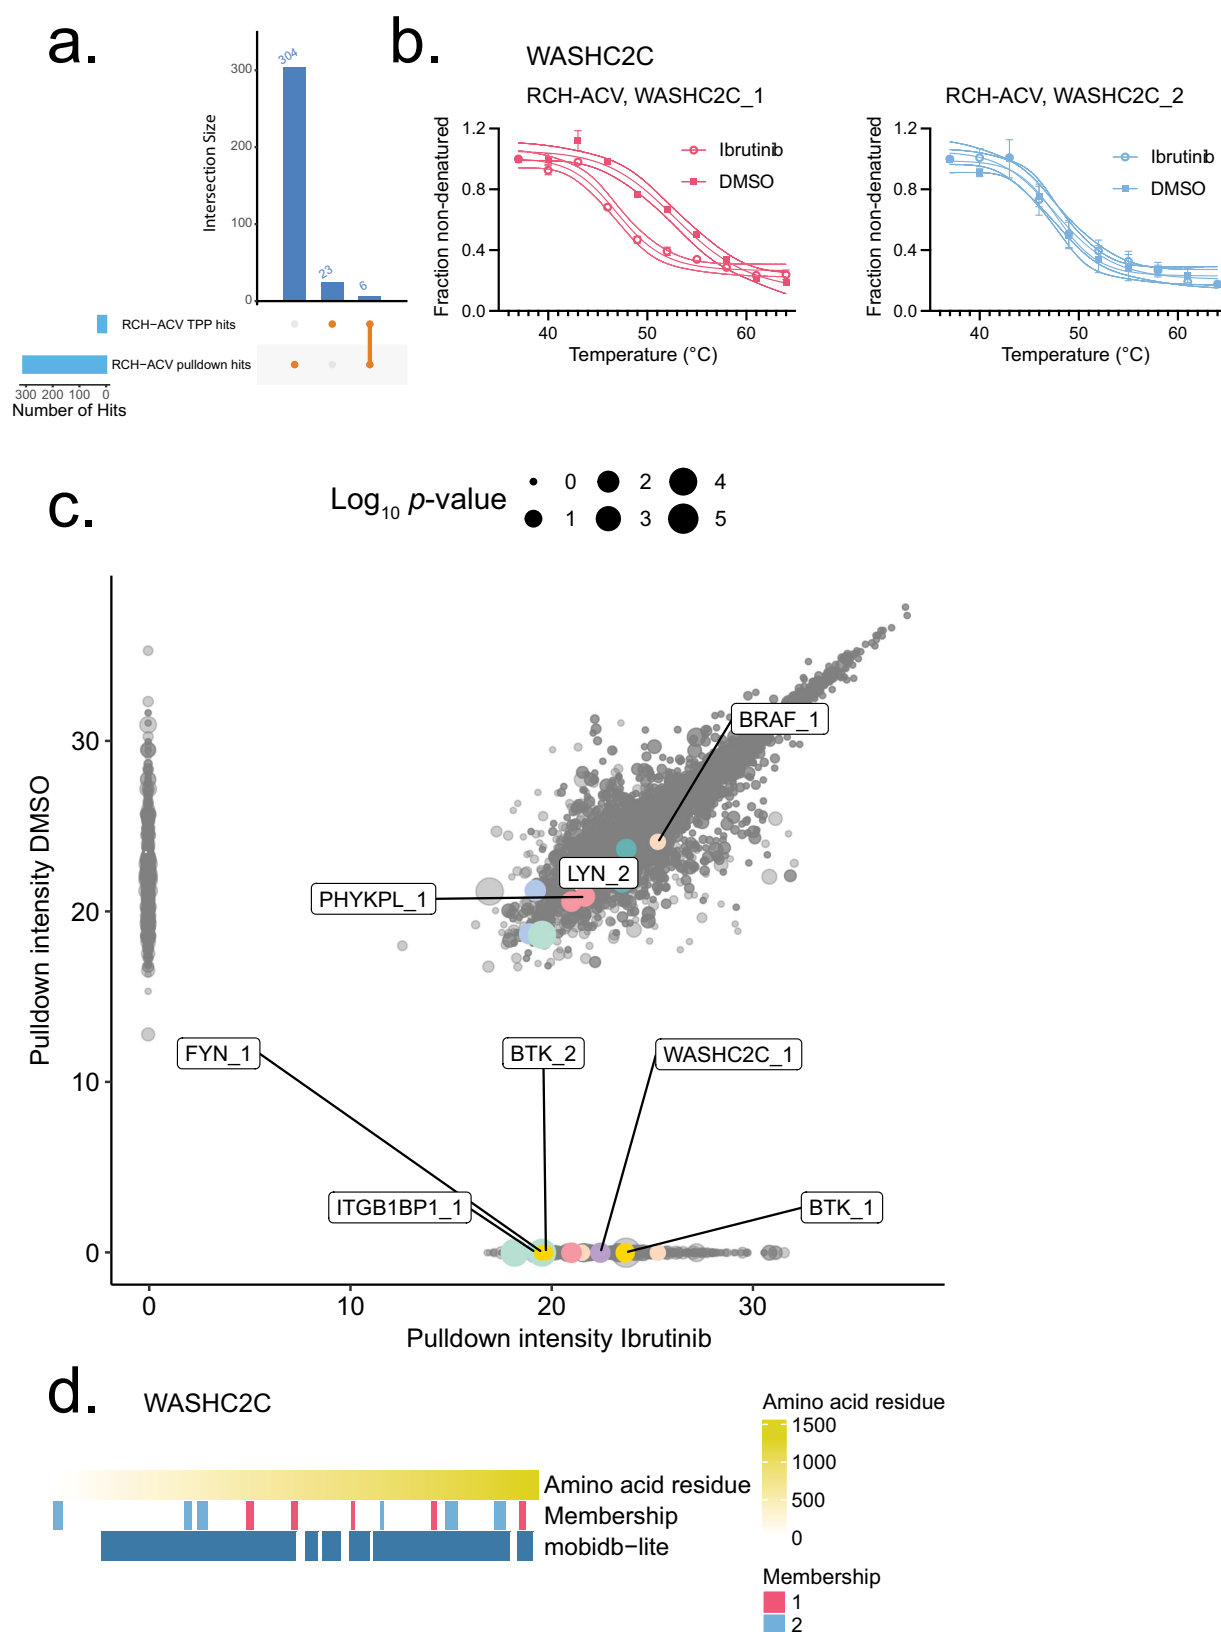 a.
304
300
200
100
0
Intersection Size
23
6
RCH−ACV TPP hits
RCH−ACV pulldown hits
300 200 100 0
Number of Hits
b.
WASHC2C
RCH-ACV, WASHC2C_1
Fraction non-denatured
1.2
0.8
0.4
0.0
40 50 60
Temperature (°C)
Ibrutinib
DMSO
RCH-ACV, WASHC2C_2
Fraction non-denatured
1.2
0.8
0.4
0.0
40 50 60
Temperature (°C)
Ibrutinib
DMSO
c.
Log10 p-value
0 2 4
1 3 5
Pulldown intensity DMSO
30
20
10
0
BRAF_1
LYN_2
PHYKPL_1
FYN_1
BTK_2
WASHC2C_1
ITGB1BP1_1
BTK_1
0 10 20 30
Pulldown intensity Ibrutinib
d.
WASHC2C
Amino acid residue
Membership
mobidb−lite
Amino acid residue
1500
1000
500
0
Membership
1
2